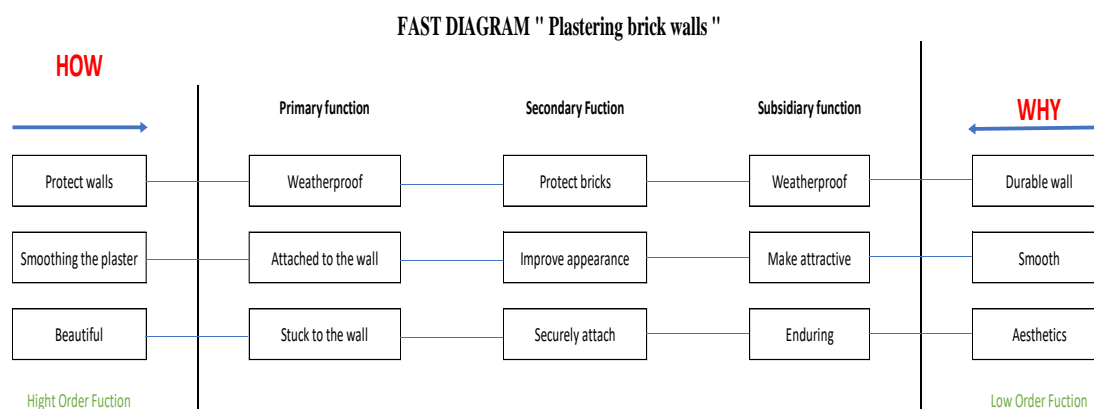 FAST DIAGRAM " Plastering brick walls "
HOW
WHY
Primary function
Secondary Fuction
Subsidiary function
Protect walls
Weatherproof
Protect bricks
Weatherproof
Durable wall
Smoothing the plaster
Attached to the wall
Improve appearance
Make attractive
Smooth
Beautiful
Stuck to the wall
Securely attach
Enduring
Aesthetics
Hight Order Fuction
Low Order Fuction